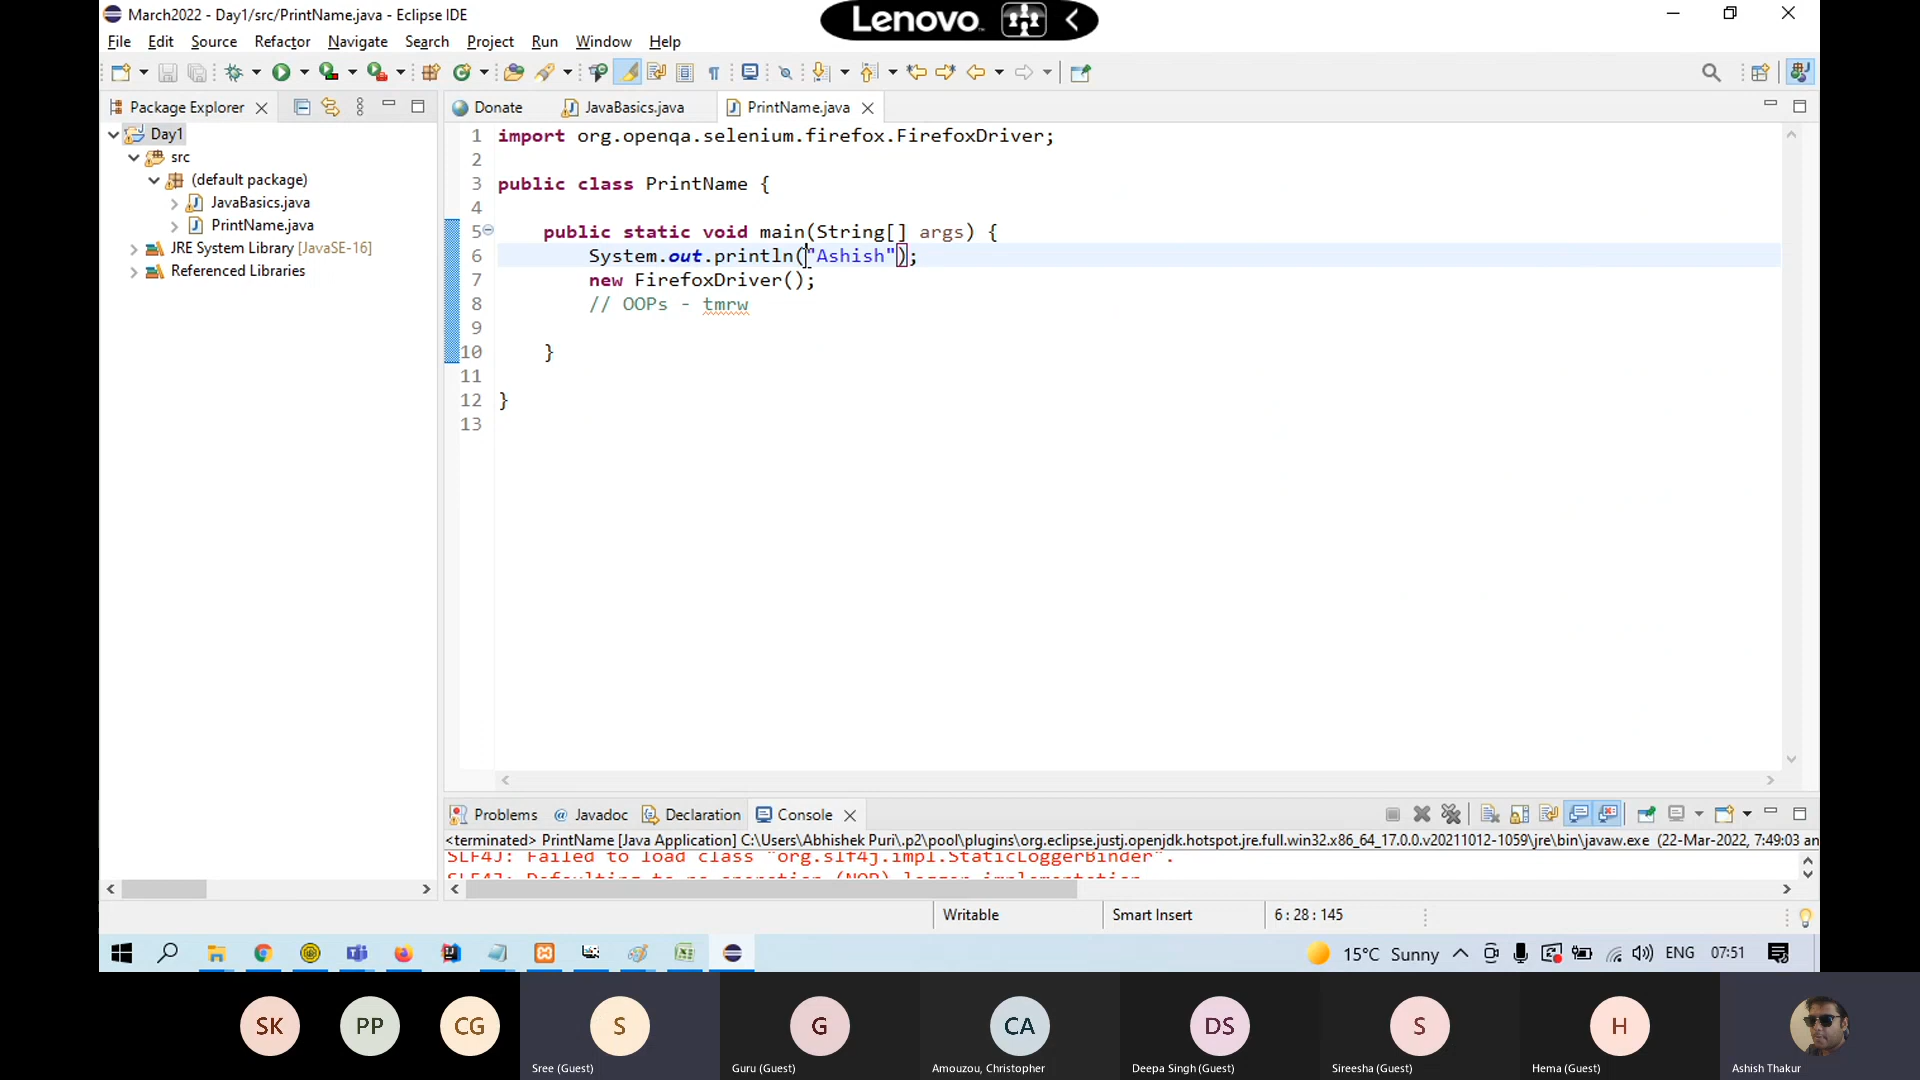 March2022 - Day1/src/PrintName.java - Eclipse IDE
Lenovo
File Edit Source Refactor Navigate Search Run Window Help
Package Explorer
Donate JavaBasics.java PrintName.java
Day1
src
(default package)
JavaBasics.java
PrintName.java
JRE System Library [JavaSE-16]
Referenced Libraries
1 import org.openqa.selenium.firefox.FirefoxDriver;
2
3 public class PrintName {
4
5 public static void main(String[] args) {
6 System.out.println("Ashish");
7 new FirefoxDriver();
8 // OOPs - tmrw
9
10 }
11
12 }
13
Problems @ Javadoc Declaration Console
<terminated> PrintName [Java Application] C:\Users\Abhishek Puri\.p2\pool\plugins\org.eclipse.justj.openjdk.hotspot.jre.full.win32.x86_64_17.0.0.v20211012-1059\jre\bin\javaw.exe (22-Mar-2022, 7:49:03 an
SLF4J: Failed to load class "org.slf4j.impl.StaticLoggerBinder".
SLF4J: Defaulting to no-operation (NOP) logger implementation
Writable Smart Insert 6 : 28 : 145
15°C Sunny ENG 07:51
SK PP CG S G CA DS S H
Sree (Guest) Guru (Guest) Amouzou, Christopher Deepa Singh (Guest) Sireesha (Guest) Hema (Guest) Ashish Thakur